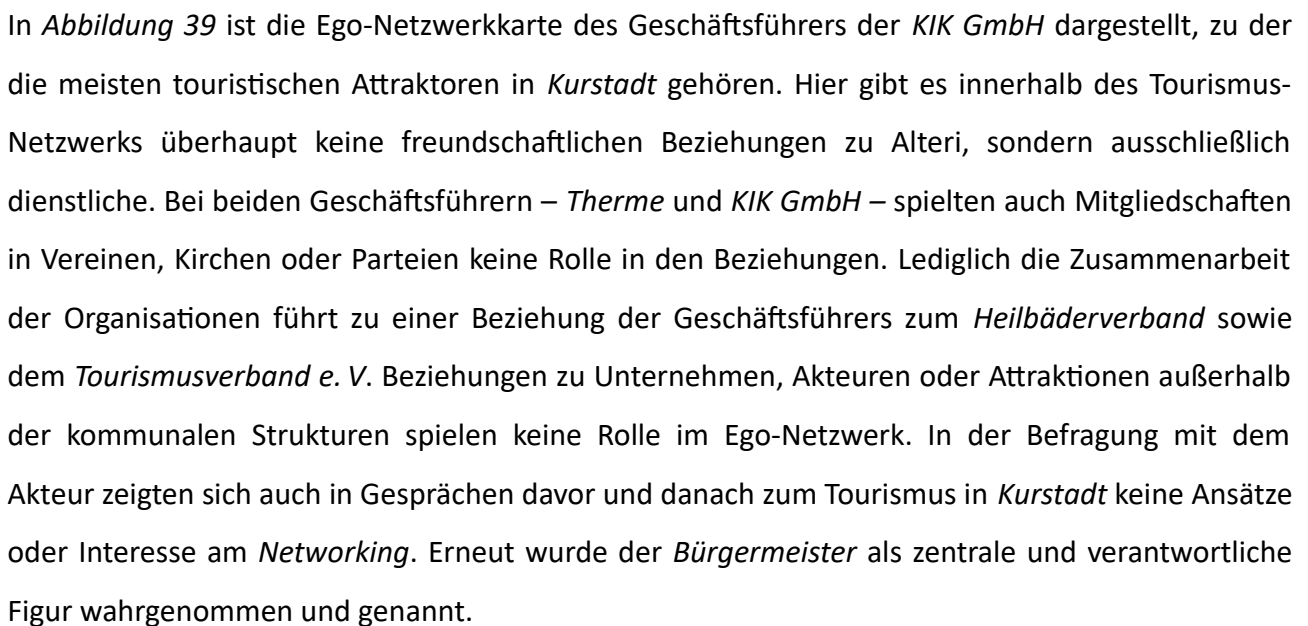 In Abbildung 39 ist die Ego-Netzwerkkarte des Geschäftsführers der KIK GmbH dargestellt, zu der
die meisten touristischen Attraktoren in Kurstadt gehören. Hier gibt es innerhalb des Tourismus-
Netzwerks überhaupt keine freundschaftlichen Beziehungen zu Alteri, sondern ausschließlich
dienstliche. Bei beiden Geschäftsführern – Therme und KIK GmbH – spielten auch Mitgliedschaften
in Vereinen, Kirchen oder Parteien keine Rolle in den Beziehungen. Lediglich die Zusammenarbeit
der Organisationen führt zu einer Beziehung der Geschäftsführers zum Heilbäderverband sowie
dem Tourismusverband e. V. Beziehungen zu Unternehmen, Akteuren oder Attraktionen außerhalb
der kommunalen Strukturen spielen keine Rolle im Ego-Netzwerk. In der Befragung mit dem
Akteur zeigten sich auch in Gesprächen davor und danach zum Tourismus in Kurstadt keine Ansätze
oder Interesse am Networking. Erneut wurde der Bürgermeister als zentrale und verantwortliche
Figur wahrgenommen und genannt.